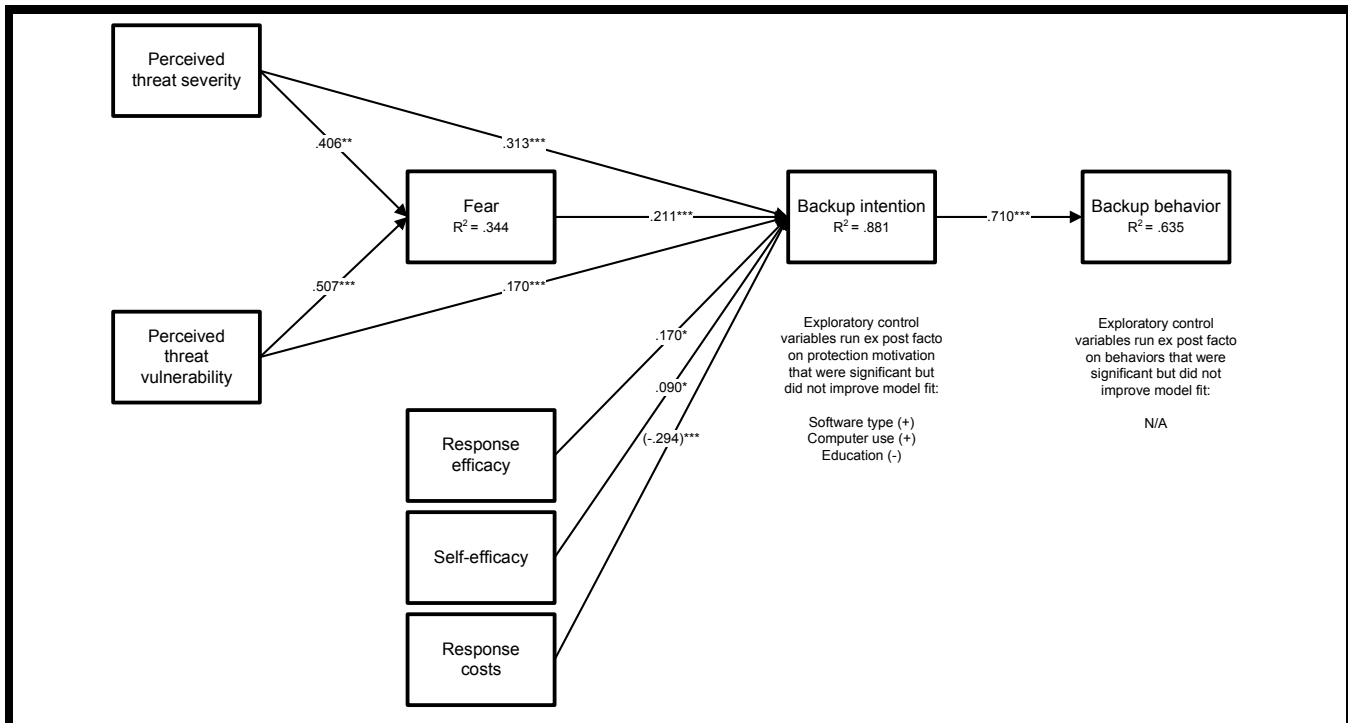 Perceived
threat severity
.406**
.313***
Fear
R² = .344
.211***
Backup intention
R² = .881
.710***
Backup behavior
R² = .635
.507***
.170***
Perceived
threat
vulnerability
.170*
.090*
(-.294)***
Response
efficacy
Self-efficacy
Response
costs
Exploratory control
variables run ex post facto
on protection motivation
that were significant but
did not improve model fit:
Software type (+)
Computer use (+)
Education (-)
Exploratory control
variables run ex post facto
on behaviors that were
significant but did not
improve model fit:
N/A